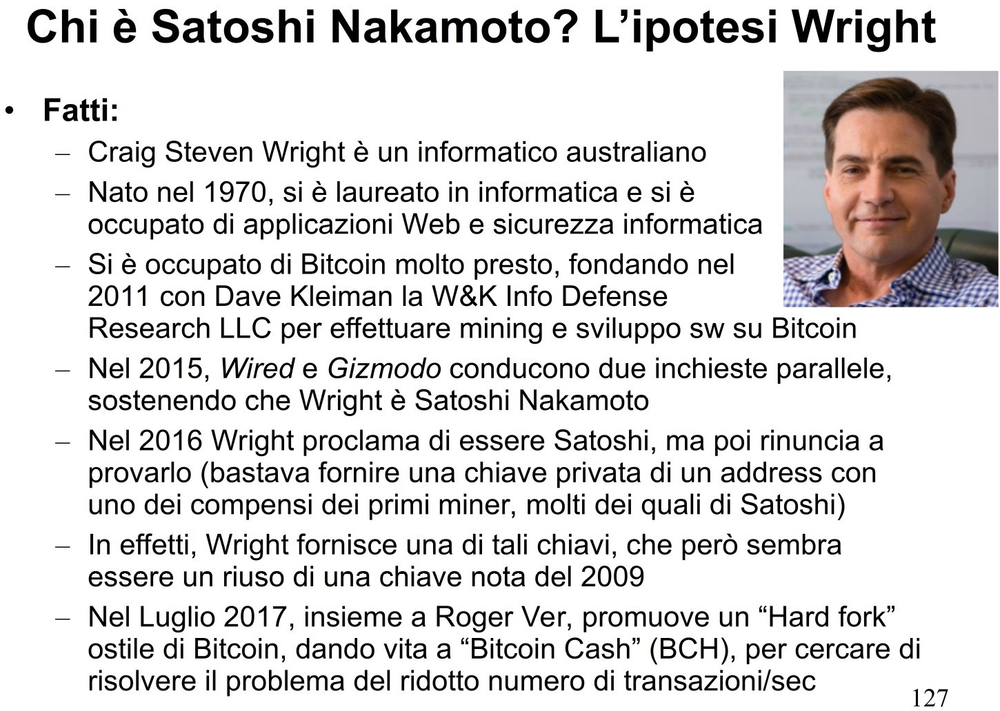 Chi è Satoshi Nakamoto? L’ipotesi Wright
• Fatti:
– Craig Steven Wright è un informatico australiano
– Nato nel 1970, si è laureato in informatica e si è
occupato di applicazioni Web e sicurezza informatica
– Si è occupato di Bitcoin molto presto, fondando nel
2011 con Dave Kleiman la W&K Info Defense
Research LLC per effettuare mining e sviluppo sw su Bitcoin
– Nel 2015, Wired e Gizmodo conducono due inchieste parallele,
sostenendo che Wright è Satoshi Nakamoto
– Nel 2016 Wright proclama di essere Satoshi, ma poi rinuncia a
provarlo (bastava fornire una chiave privata di un address con
uno dei compensi dei primi miner, molti dei quali di Satoshi)
– In effetti, Wright fornisce una di tali chiavi, che però sembra
essere un riuso di una chiave nota del 2009
– Nel Luglio 2017, insieme a Roger Ver, promuove un “Hard fork”
ostile di Bitcoin, dando vita a “Bitcoin Cash” (BCH), per cercare di
risolvere il problema del ridotto numero di transazioni/sec
127